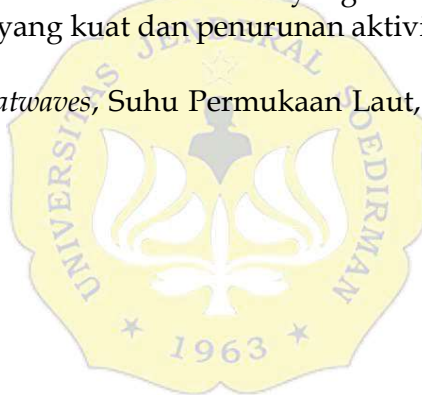 yang kuat dan penurunan aktivi
atwaves, Suhu Permukaan Laut,
UNIVERSITAS JENDERAL SOEDIRMAN
* 1963 *